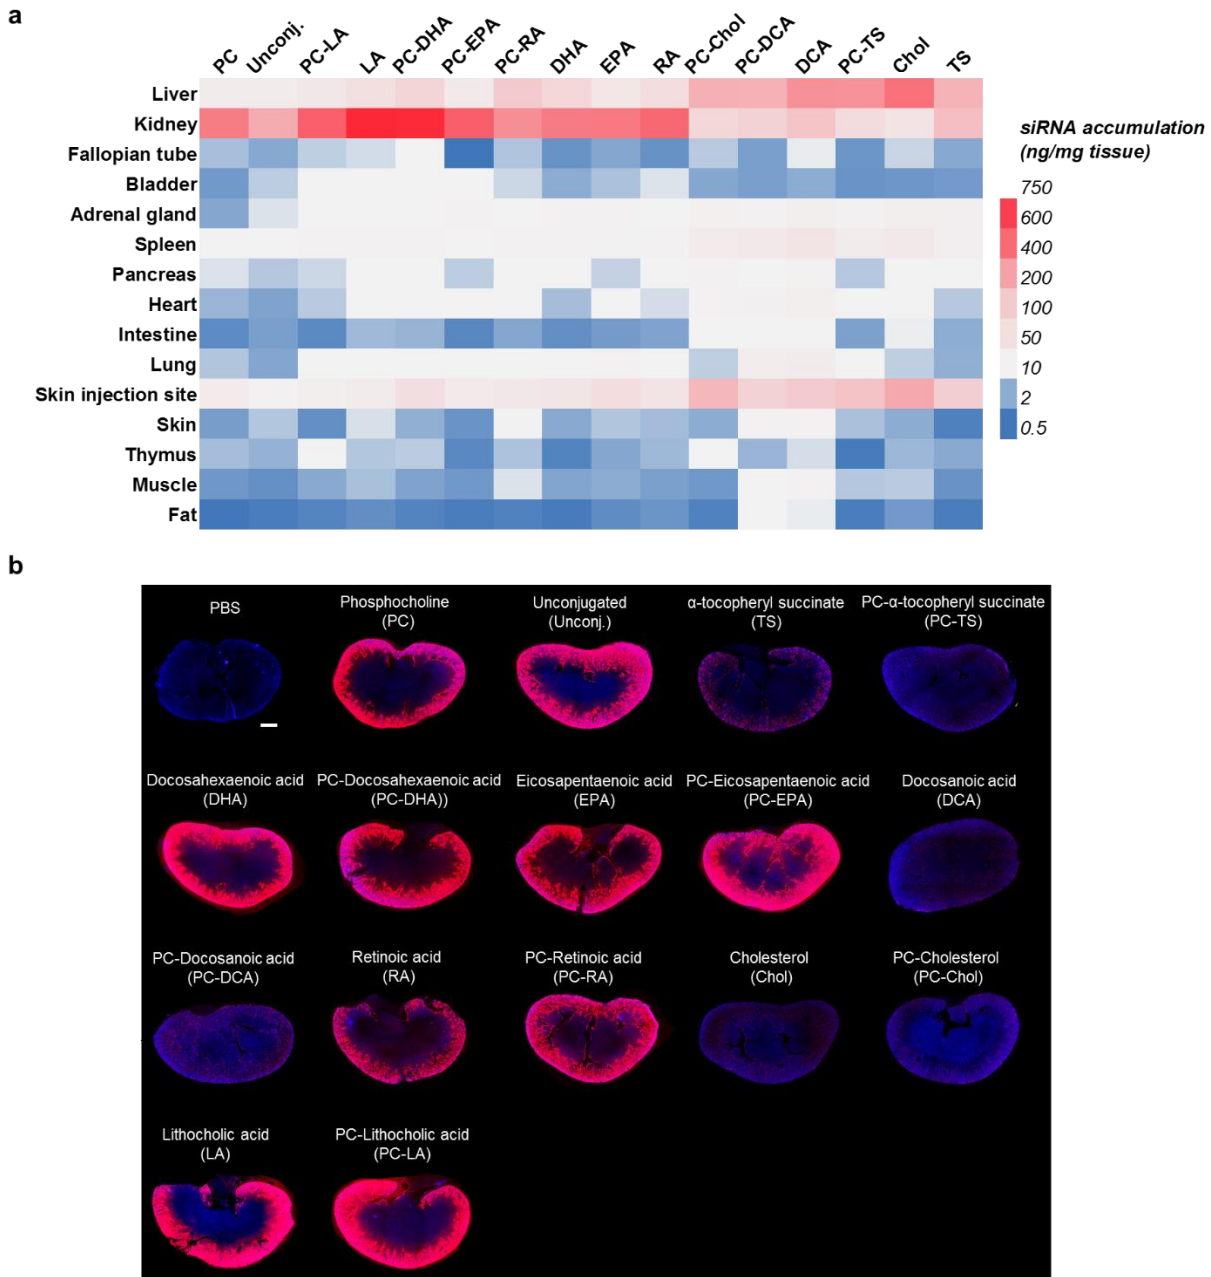 a
PC Unconj. PC-LA LA PC-DHA PC-EPA PC-RA DHA EPA RA PC-Chol PC-DCA DCA PC-TS Chol TS
Liver
Kidney
Fallopian tube
Bladder
Adrenal gland
Spleen
Pancreas
Heart
Intestine
Lung
Skin injection site
Skin
Thymus
Muscle
Fat
siRNA accumulation
(ng/mg tissue)
750
600
400
200
100
50
10
2
0.5
b
PBS
Phosphocholine
(PC)
Unconjugated
(Unconj.)
α-tocopheryl succinate
(TS)
PC-α-tocopheryl succinate
(PC-TS)
Docosahexaenoic acid
(DHA)
PC-Docosahexaenoic acid
(PC-DHA))
Eicosapentaenoic acid
(EPA)
PC-Eicosapentaenoic acid
(PC-EPA)
Docosanoic acid
(DCA)
PC-Docosanoic acid
(PC-DCA)
Retinoic acid
(RA)
PC-Retinoic acid
(PC-RA)
Cholesterol
(Chol)
PC-Cholesterol
(PC-Chol)
Lithocholic acid
(LA)
PC-Lithocholic acid
(PC-LA)